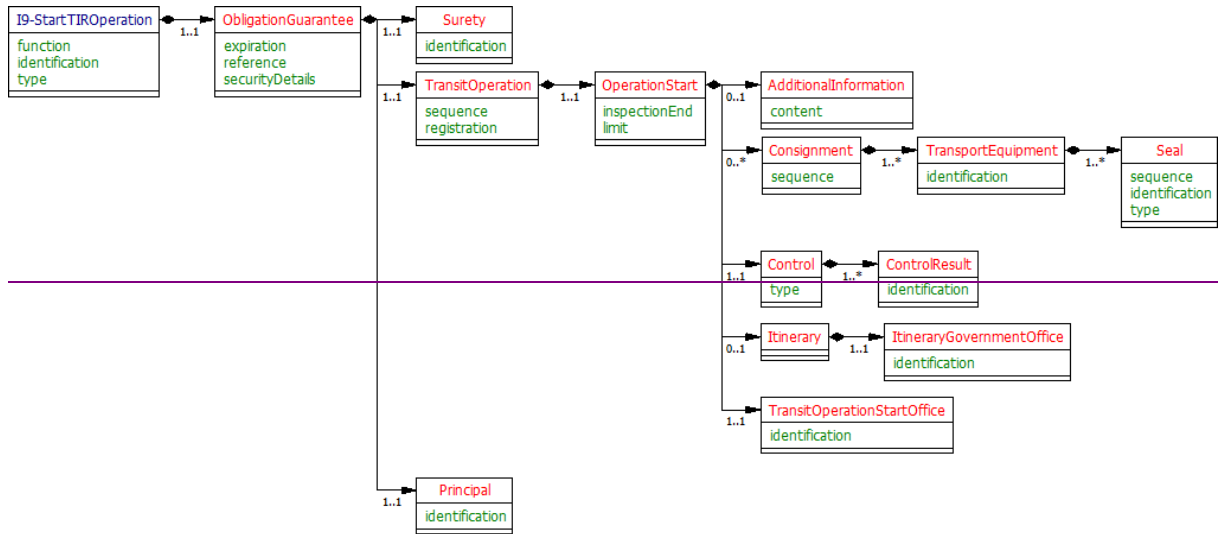 I9-StartTIROperation
function
identification
type
1..1
ObligationGuarantee
expiration
reference
securityDetails
1..1
Surety
identification
1..1
TransitOperation
sequence
registration
1..1
OperationStart
inspectionEnd
limit
0..1
AdditionalInformation
content
0..*
Consignment
sequence
1..*
TransportEquipment
identification
1..*
Seal
sequence
identification
type
1..1
Control
type
1..*
ControlResult
identification
0..1
Itinerary
1..1
ItineraryGovernmentOffice
identification
1..1
TransitOperationStartOffice
identification
1..1
Principal
identification